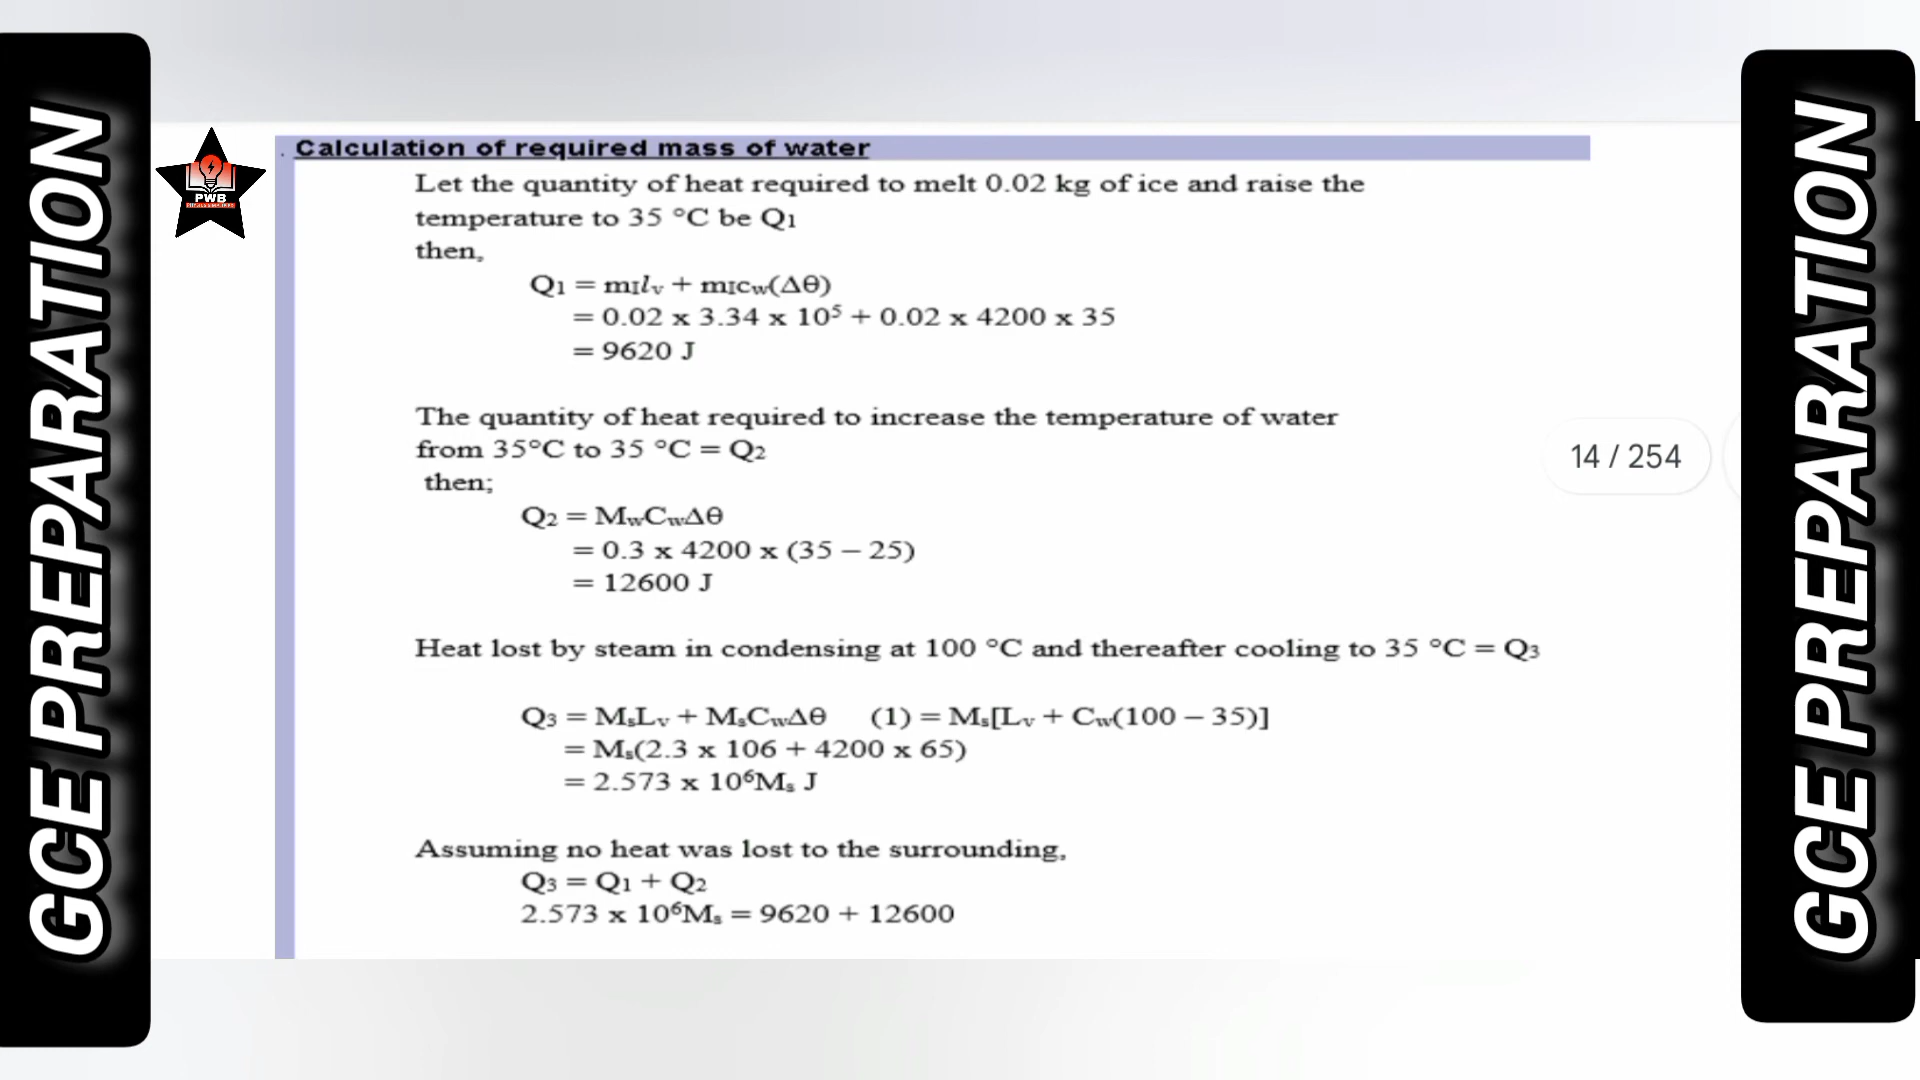 GCE PREPARATION
PWB
. Calculation of required mass of water
Let the quantity of heat required to melt 0.02 kg of ice and raise the
temperature to 35 °C be Q₁
then,
Q₁ = mᵢlᵥ + mᵢcw(Δθ)
= 0.02 x 3.34 x 10⁵ + 0.02 x 4200 x 35
= 9620 J
The quantity of heat required to increase the temperature of water
from 35°C to 35 °C = Q₂
then;
Q₂ = MwCwΔθ
= 0.3 x 4200 x (35 – 25)
= 12600 J
Heat lost by steam in condensing at 100 °C and thereafter cooling to 35 °C = Q₃
Q₃ = MₛLᵥ + MₛCwΔθ (1) = Mₛ[Lᵥ + Cw(100 – 35)]
= Mₛ(2.3 x 106 + 4200 x 65)
= 2.573 x 10⁶Mₛ J
Assuming no heat was lost to the surrounding,
Q₃ = Q₁ + Q₂
2.573 x 10⁶Mₛ = 9620 + 12600
14 / 254
GCE PREPARATION